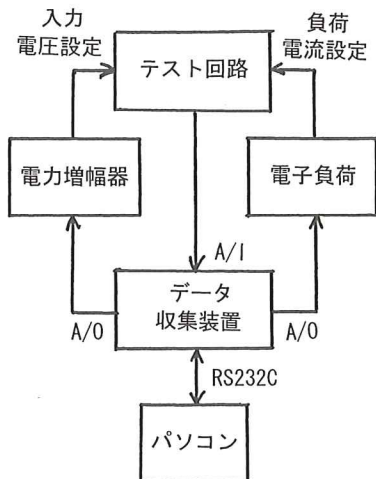 入力
電圧設定
負荷
電流設定
テスト回路
電力増幅器
電子負荷
A/I
データ
収集装置
A/O
A/O
RS232C
パソコン